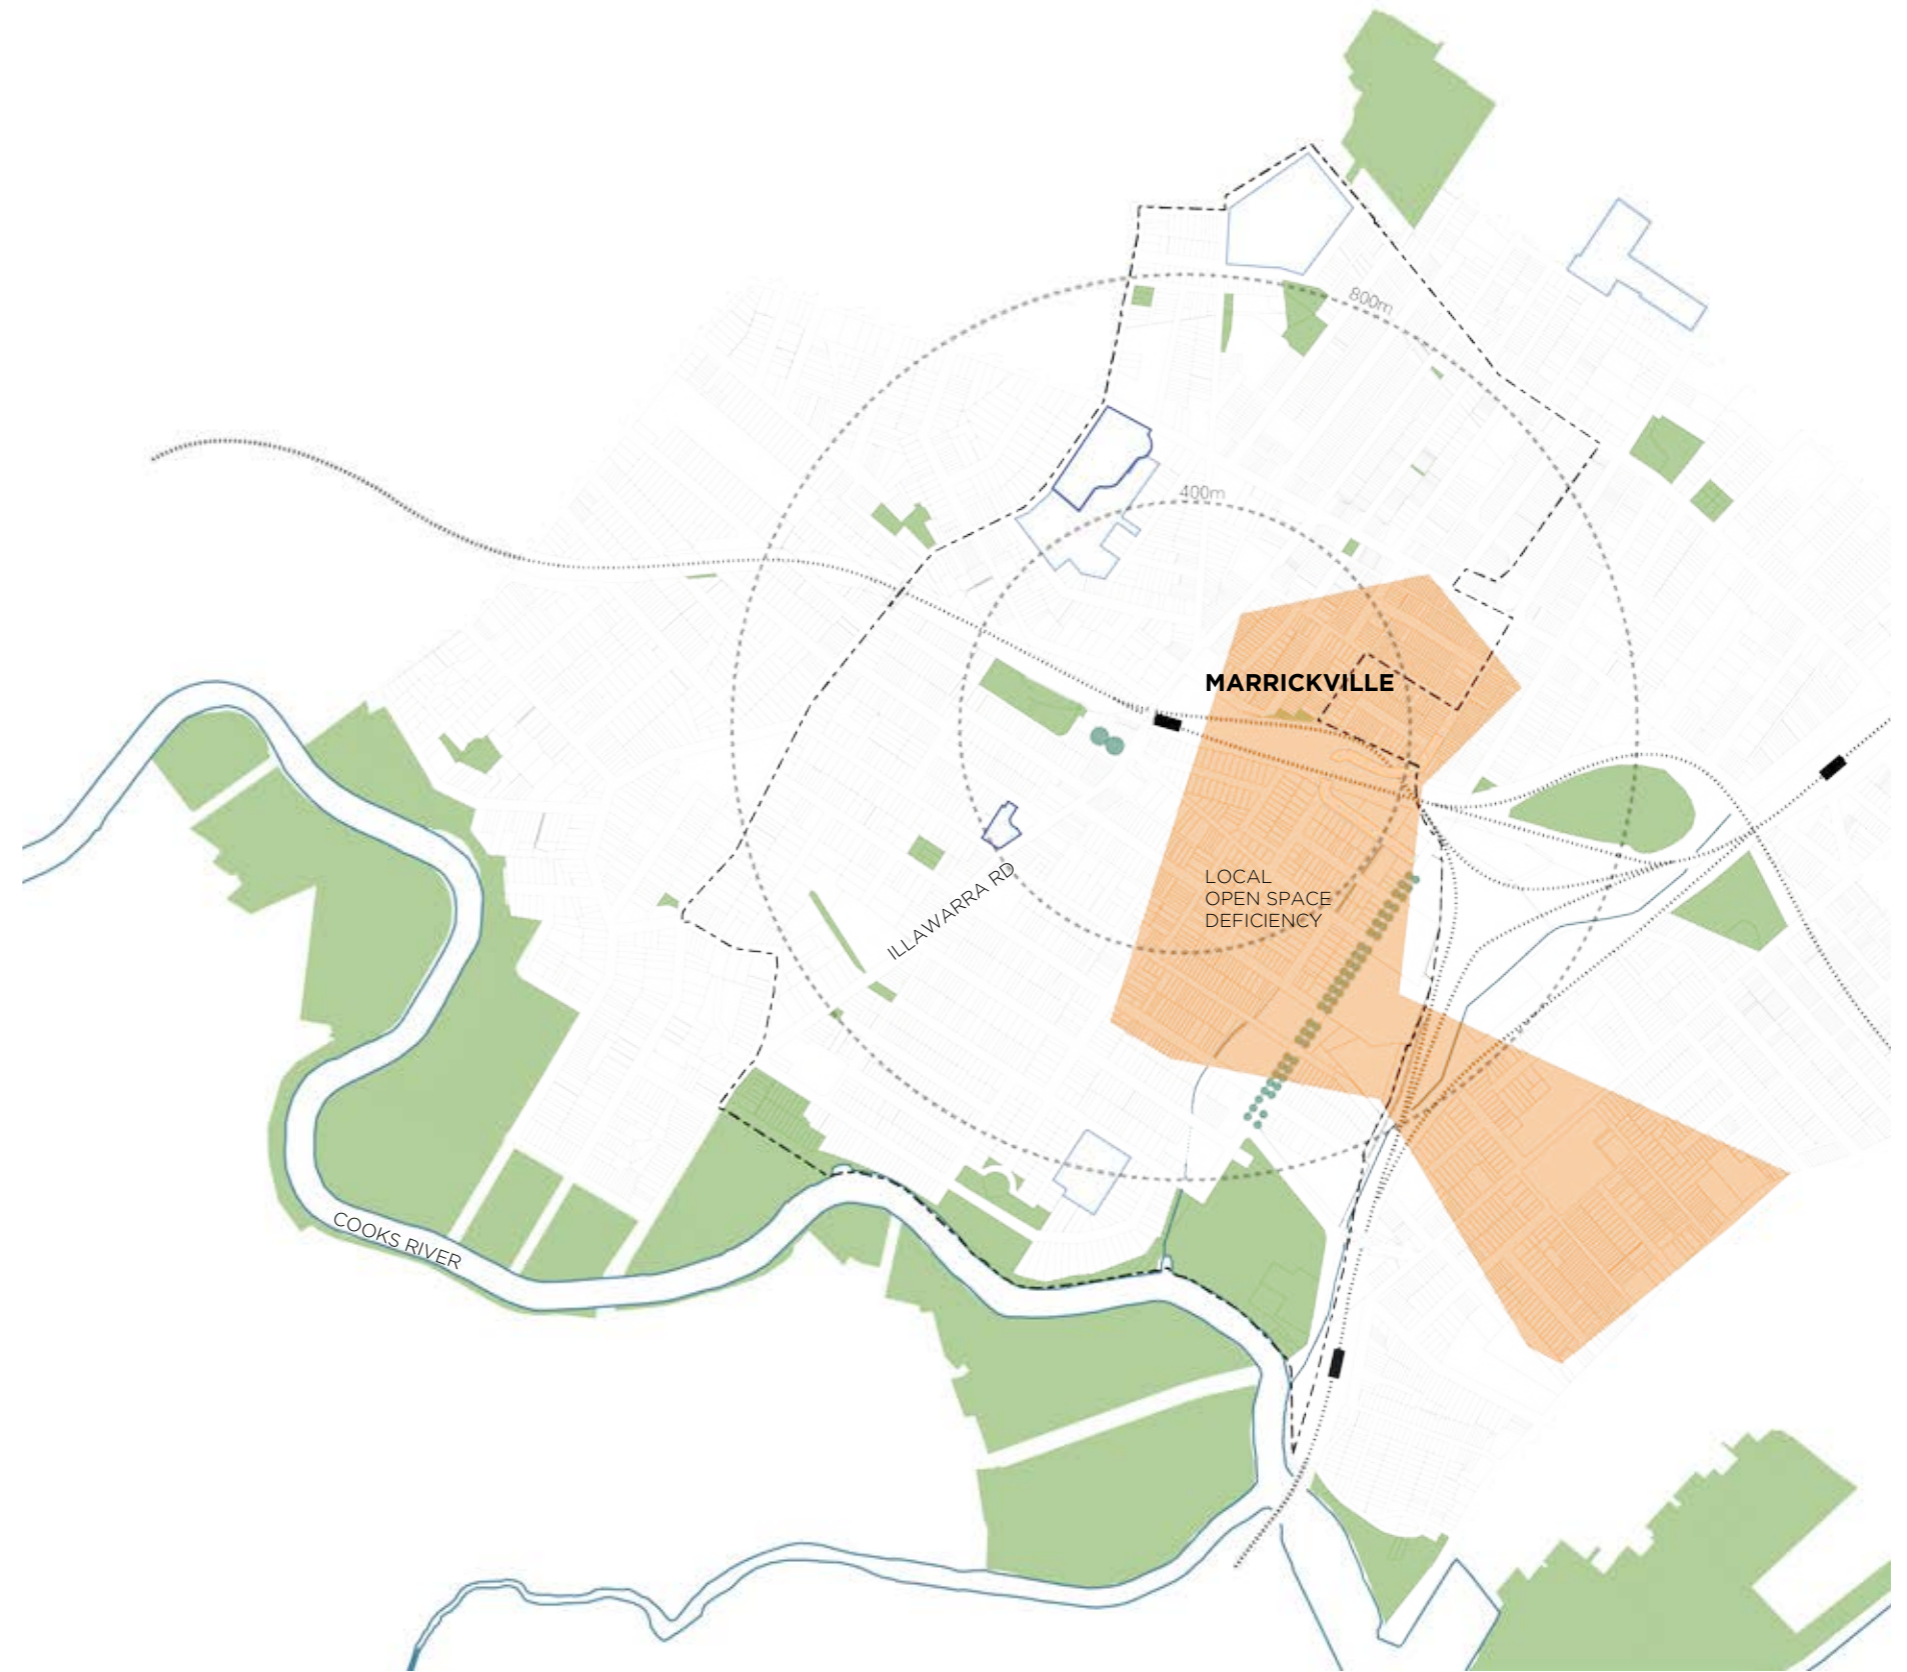 800m
400m
MARRICKVILLE
LOCAL
OPEN SPACE
DEFICIENCY
ILLAWARRA RD
COOKS RIVER